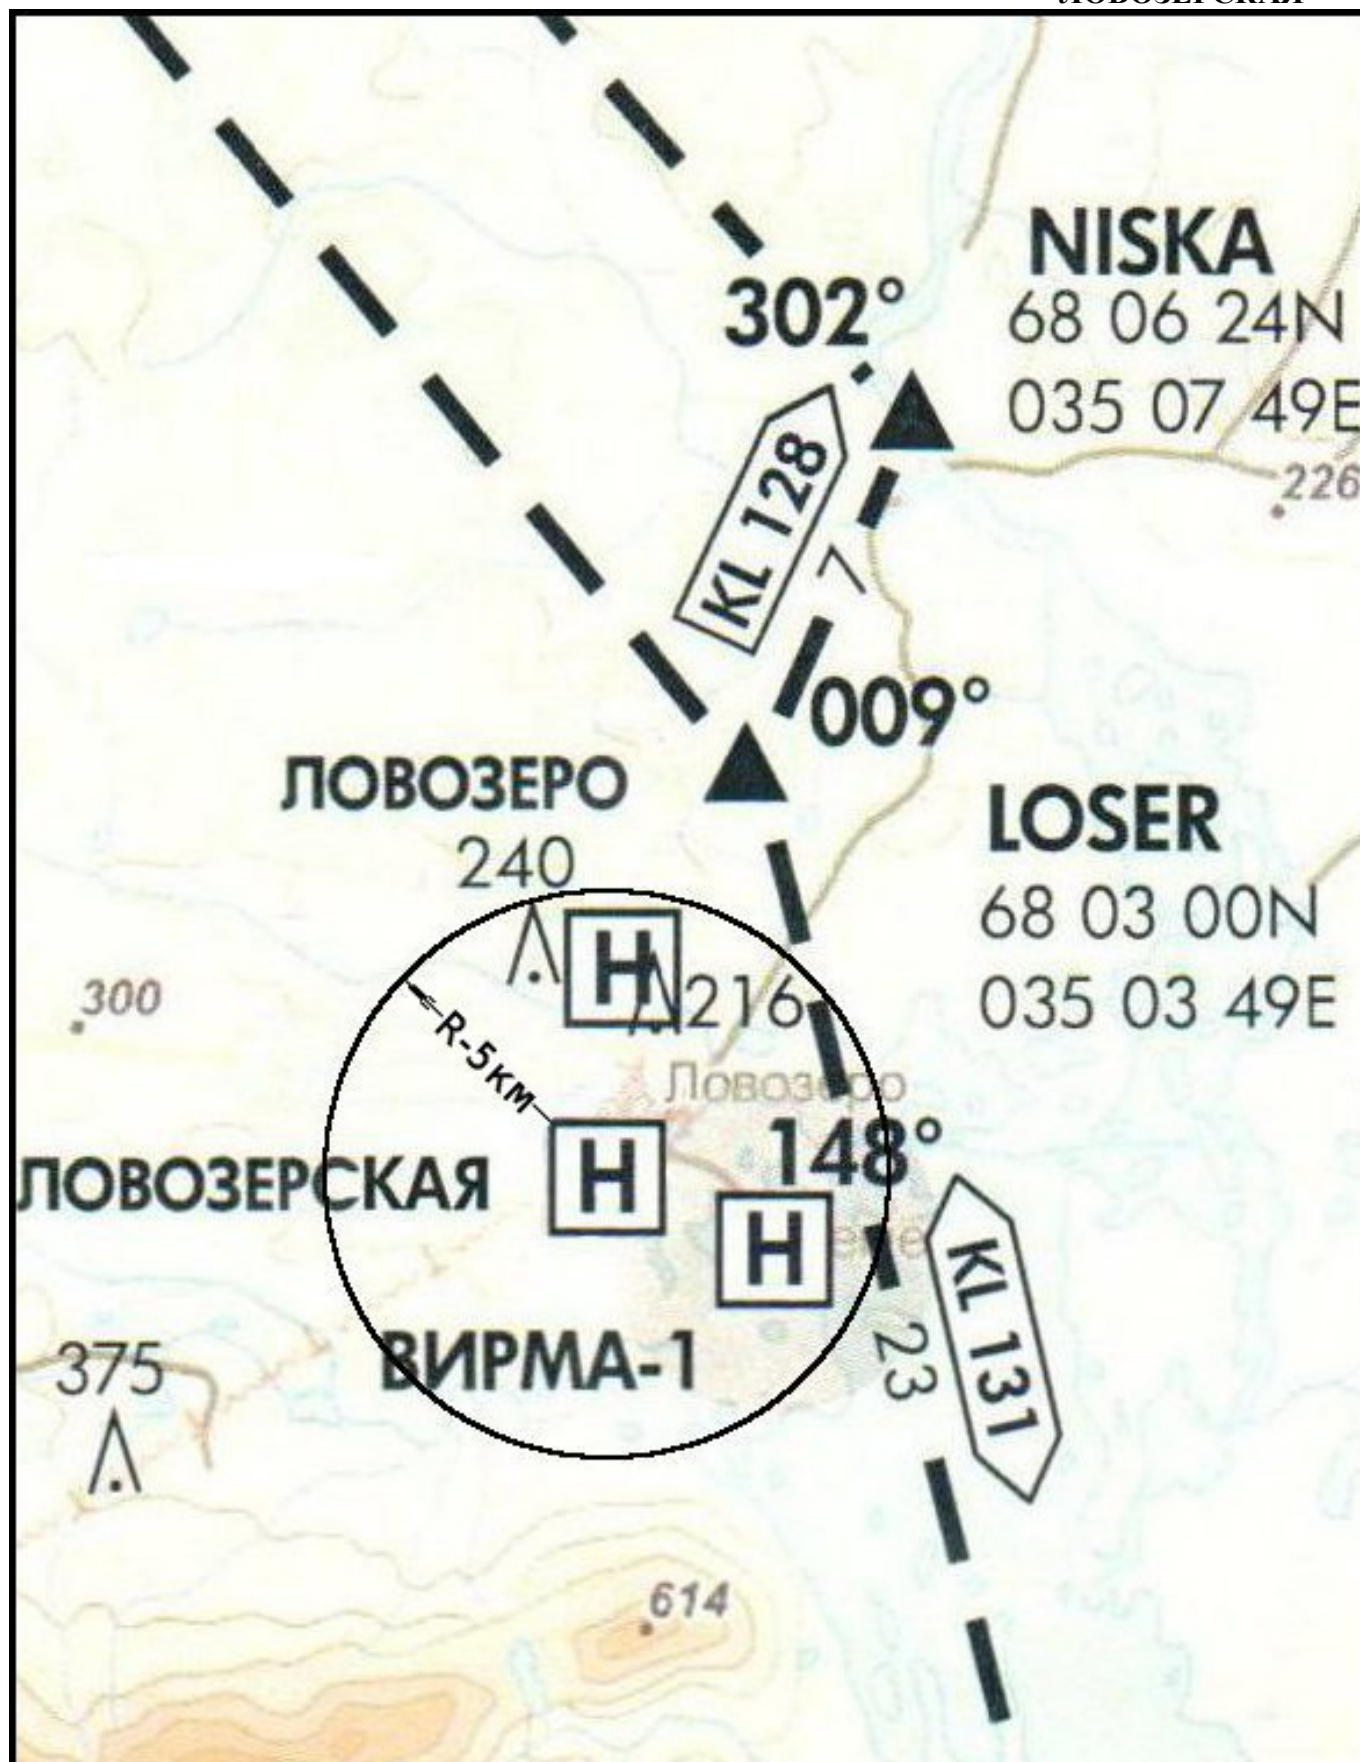 ЛОВОЗЕРСКАЯ
NISKA
302°
68 06 24N
035 07 49E
KL 128
226
7
009°
ЛОВОЗЕРО
LOSER
240
68 03 00N
H
300
216
035 03 49E
R-5км
Ловозеро
148°
ЛОВОЗЕРСКАЯ
H
H
KL 131
ВИРМА-1
23
375
614